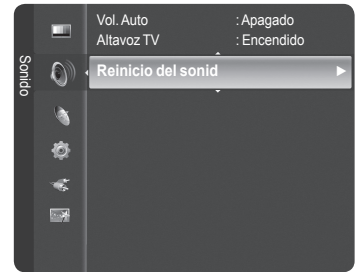 Sonido
Vol. Auto : Apagado
Altavoz TV : Encendido
Reinicio del sonid